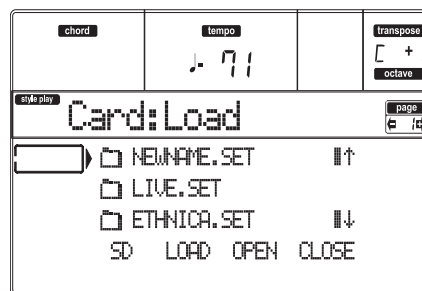 chord tempo transpose
♩- 71 C +
octave
style play Card:Load page
NEWNAME.SET
LIVE.SET
ETHNICA.SET
SD LOAD OPEN CLOSE